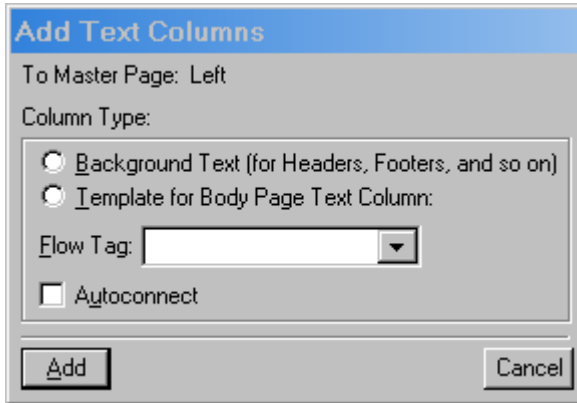 Add Text Columns
To Master Page: Left
Column Type:
Background Text (for Headers, Footers, and so on)
Template for Body Page Text Column:
Flow Tag:
Autoconnect
Add Cancel